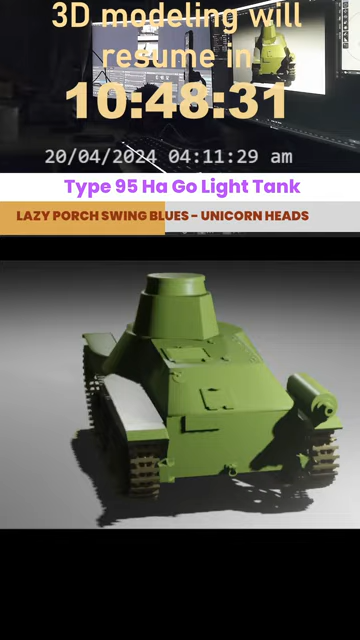 3D modeling will
resume in
10:48:31
20/04/2024 04:11:29 am
Type 95 Ha Go Light Tank
LAZY PORCH SWING BLUES - UNICORN HEADS